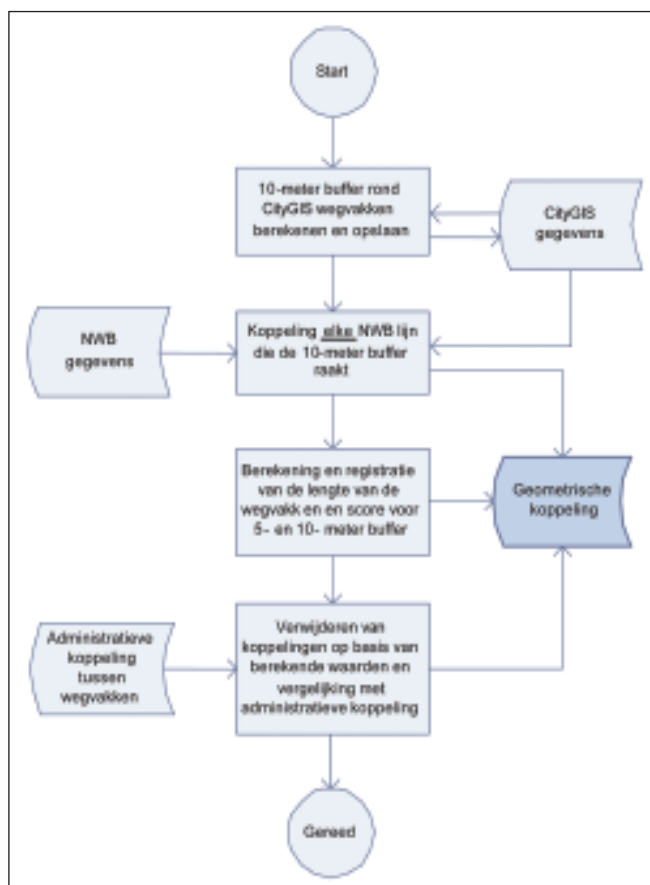 Start
10-meter buffer rond
CityGIS wegvakken
berekenen en opslaan
CityGIS
gegevens
NWB
gegevens
Koppeling elke NWB lijn
die de 10-meter buffer
raakt
Berekening en registratie
van de lengte van de
wegvakk en en score voor
5- en 10- meter buffer
Geometrische
koppeling
Administratieve
koppeling
tussen
wegvakken
Verwijderen van
koppelingen op basis van
berekende waarden en
vergelijking met
administratieve koppeling
Gereed